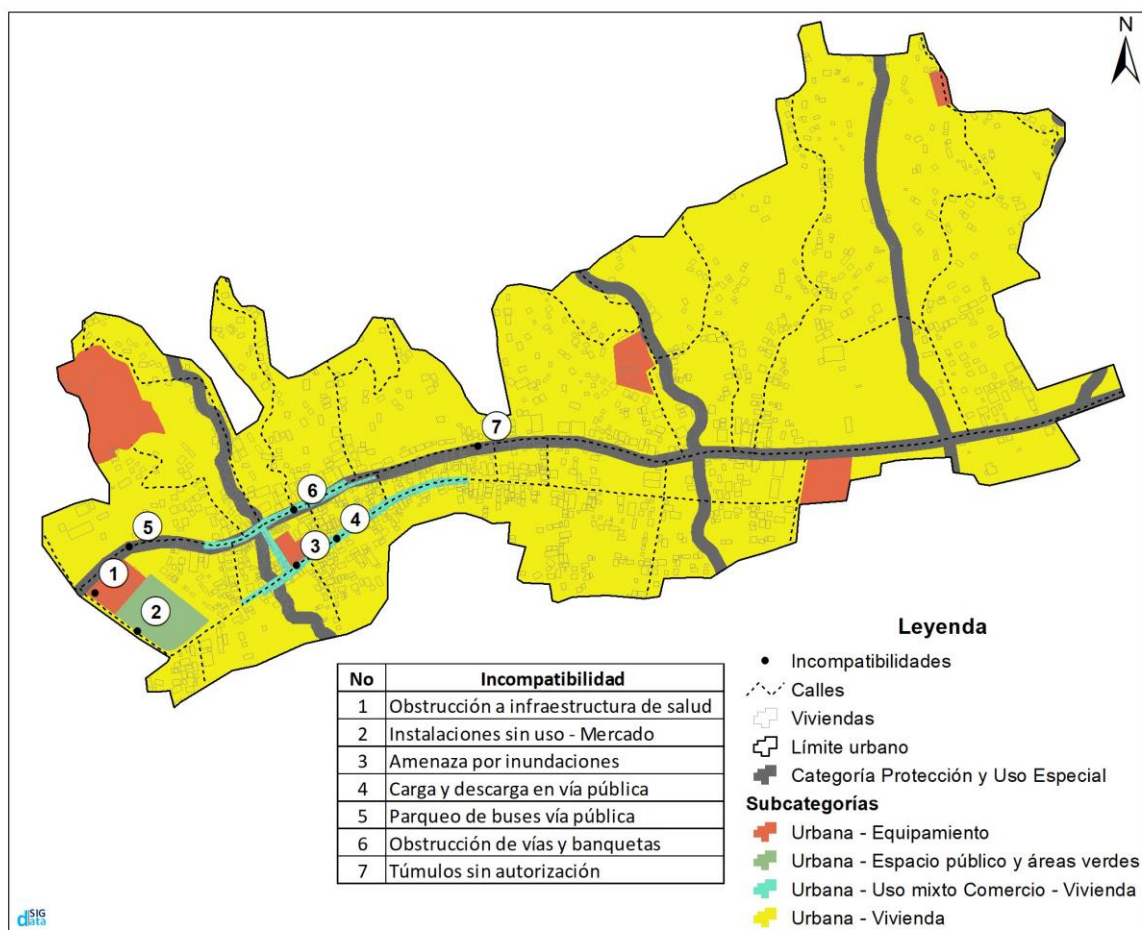 N
7
6
4
5
3
1
2
No Incompatibilidad
1 Obstrucción a infraestructura de salud
2 Instalaciones sin uso - Mercado
3 Amenaza por inundaciones
4 Carga y descarga en vía pública
5 Parqueo de buses vía pública
6 Obstrucción de vías y banquetas
7 Túmulos sin autorización
Leyenda
Incompatibilidades
Calles
Viviendas
Límite urbano
Categoría Protección y Uso Especial
Subcategorías
Urbana - Equipamiento
Urbana - Espacio público y áreas verdes
Urbana - Uso mixto Comercio - Vivienda
Urbana - Vivienda
SIG
data